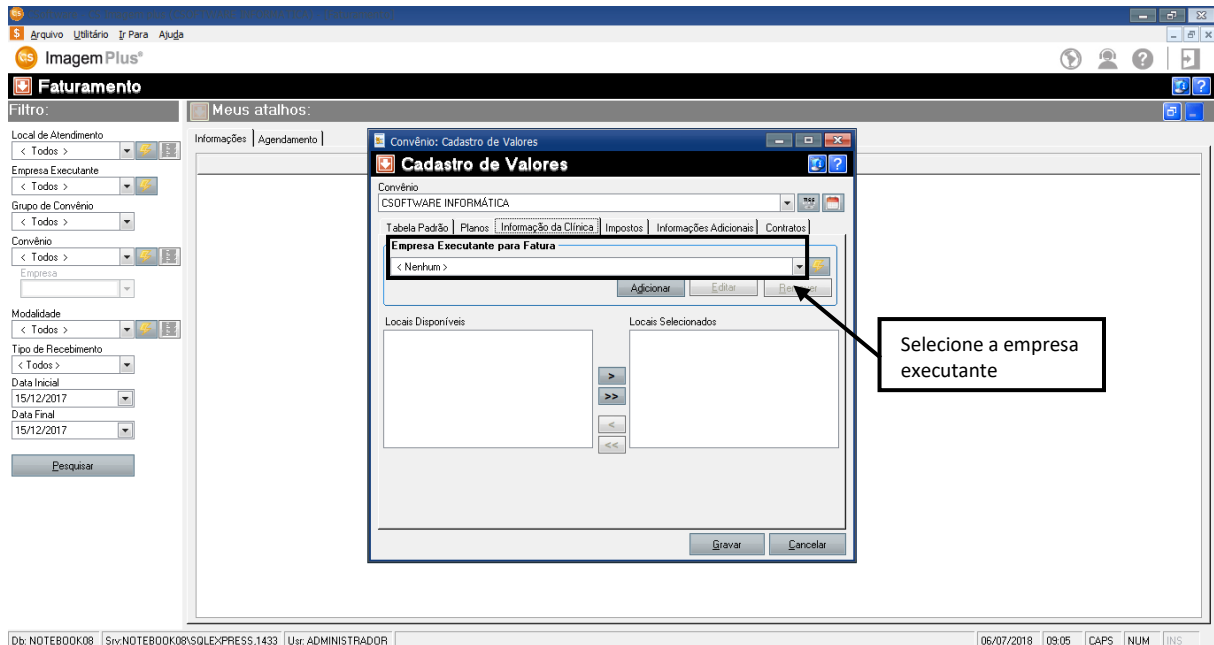 Arquivo Utilitário Ir Para Ajuda
ImagemPlus®
Faturamento
Filtro:
Meus atalhos:
Local de Atendimento
< Todos >
Empresa Executante
< Todos >
Grupo de Convênio
< Todos >
Convênio
< Todos >
Empresa
Modalidade
< Todos >
Tipo de Recebimento
< Todos >
Data Inicial
15/12/2017
Data Final
15/12/2017
Pesquisar
Informações Agendamento
Convênio: Cadastro de Valores
Cadastro de Valores
Convênio
CSOFTWARE INFORMÁTICA
Tabela Padrão Planos Informação da Clínica Impostos Informações Adicionais Contratos
Empresa Executante para Fatura
< Nenhum >
Adicionar Editar
Locais Disponíveis Locais Selecionados
>
>>
<
<<
Gravar Cancelar
Selecione a empresa
executante
Db: NOTEBOOK08 Srv:NOTEBOOK08\SQLEXPRESS.1433 Usr: ADMINISTRADOR 06/07/2018 09:05 CAPS NUM INS